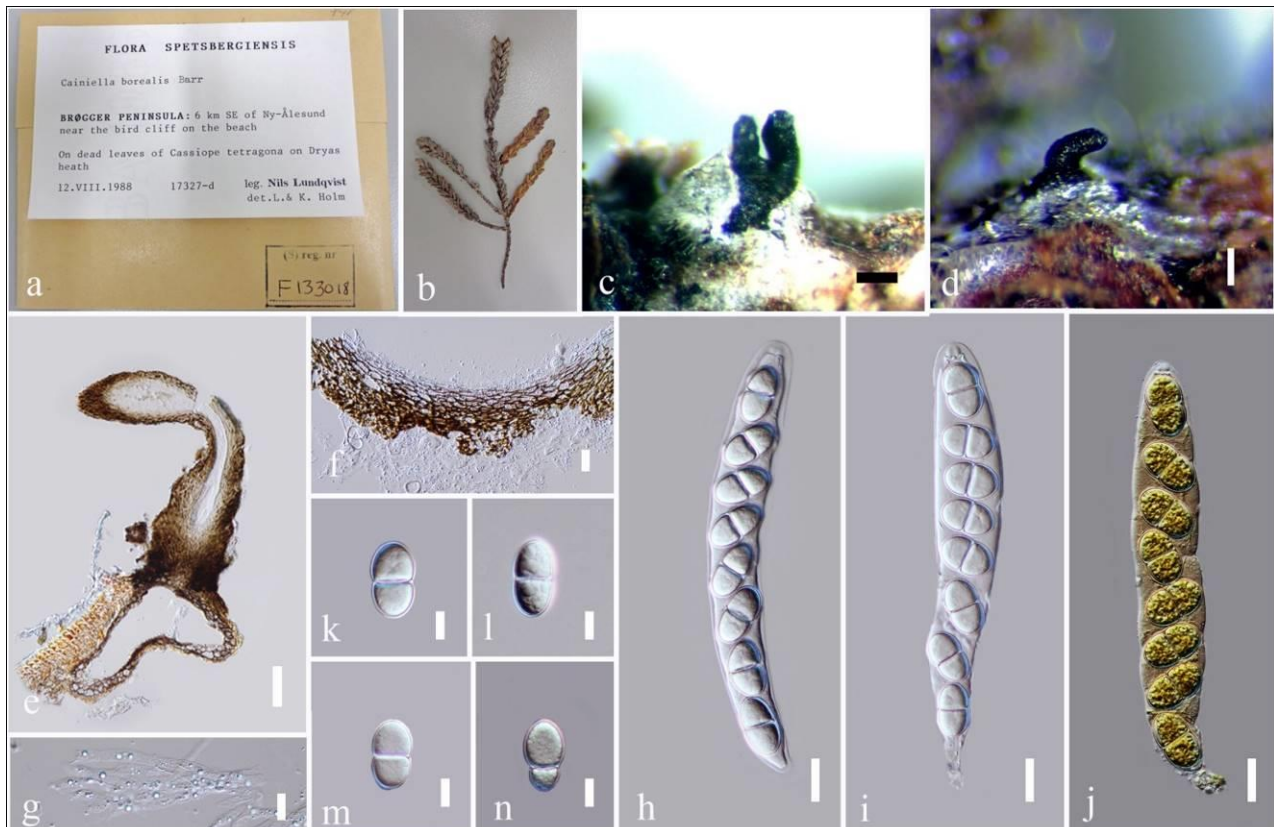 FLORA SPETSBERGIENSIS
Cainiella borealis Barr
BRØGGER PENINSULA: 6 km SE of Ny-Ålesund
near the bird cliff on the beach
On dead leaves of Cassiope tetragona on Dryas
heath
12.VIII.1988 17327-d leg. Nils Lundqvist
det.L.& K. Holm
(S) reg. nr
F133018
a
b
c
d
e
f
g
h
i
j
k
l
m
n